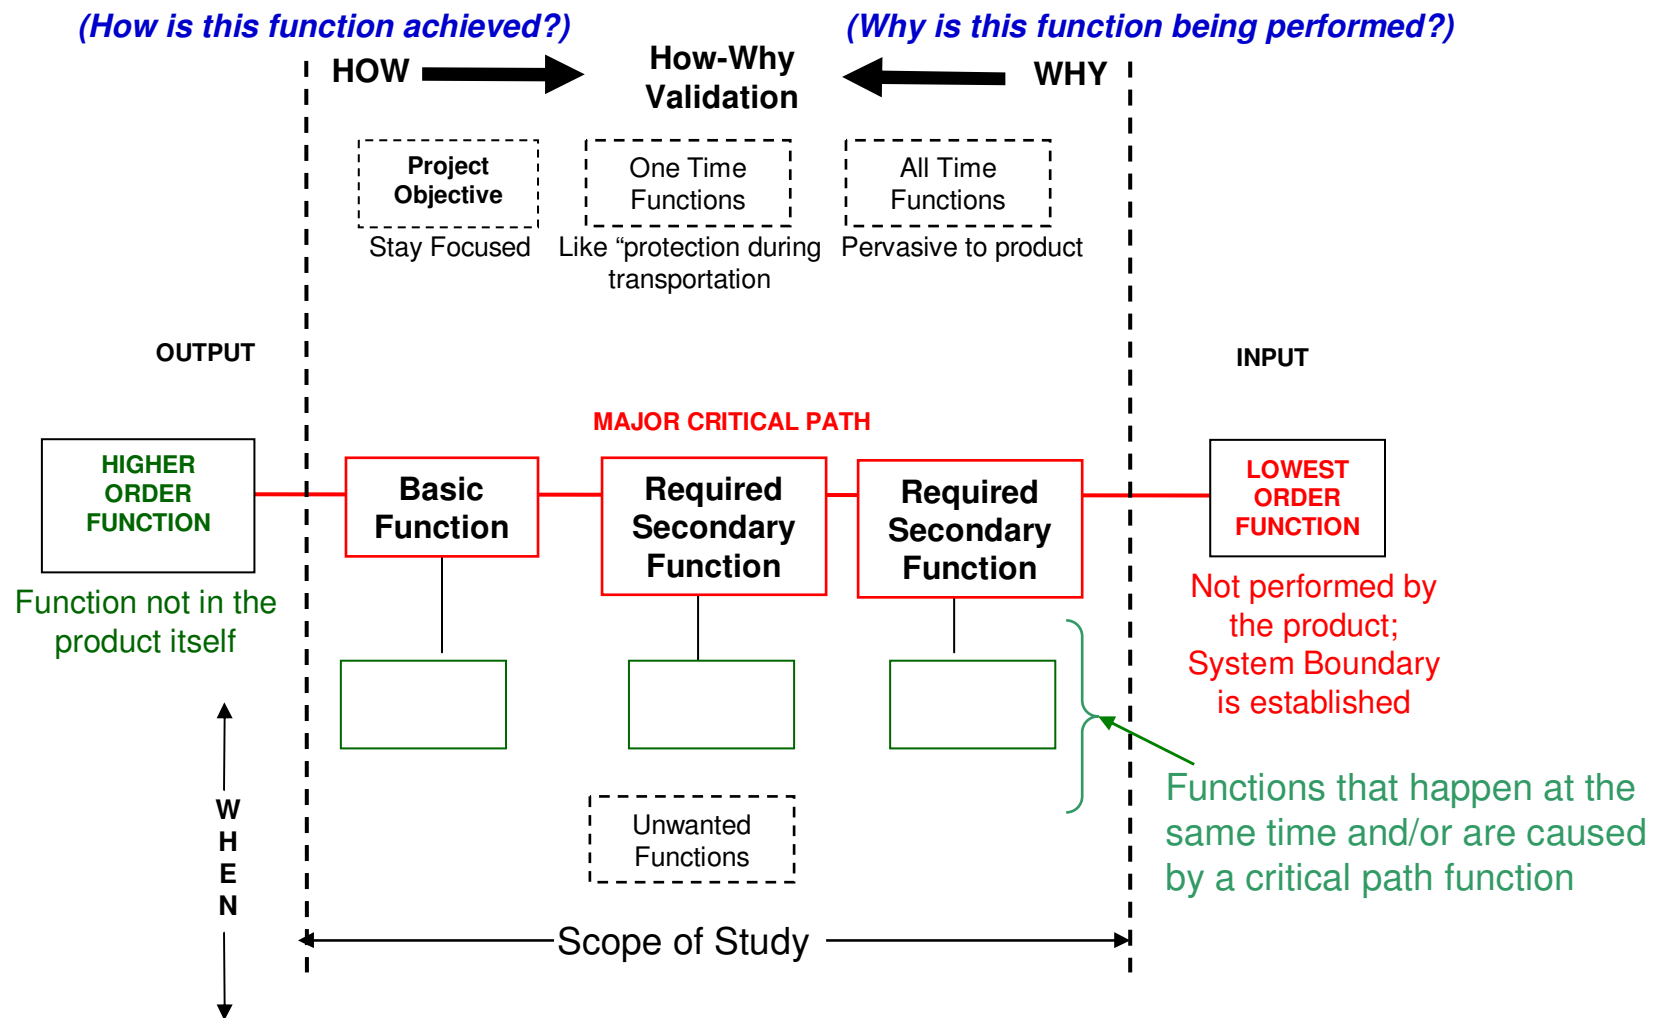 (How is this function achieved?)
(Why is this function being performed?)
HOW
How-Why
Validation
WHY
Project
Objective
Stay Focused
One Time
Functions
Like “protection during
transportation
All Time
Functions
Pervasive to product
OUTPUT
INPUT
MAJOR CRITICAL PATH
HIGHER
ORDER
FUNCTION
Function not in the
product itself
Basic
Function
Required
Secondary
Function
Required
Secondary
Function
LOWEST
ORDER
FUNCTION
Not performed by
the product;
System Boundary
is established
W
H
E
N
Unwanted
Functions
Functions that happen at the
same time and/or are caused
by a critical path function
Scope of Study